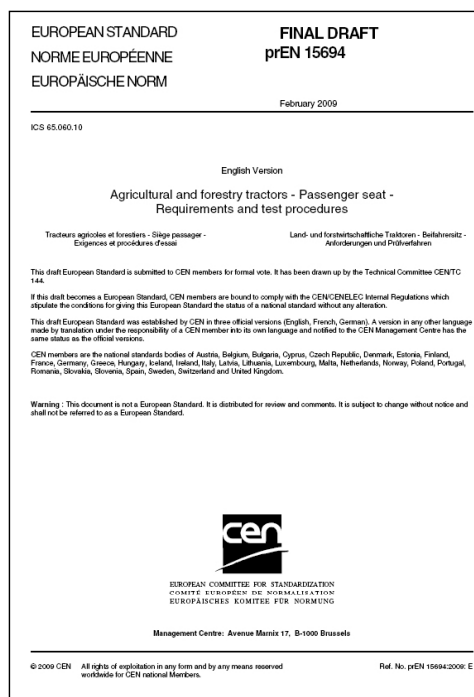 EUROPEAN STANDARD
NORME EUROPÉENNE
EUROPÄISCHE NORM
FINAL DRAFT
prEN 15694
February 2009
ICS 65.060.10
English Version
Agricultural and forestry tractors - Passenger seat -
Requirements and test procedures
Tracteurs agricoles et forestiers - Siège passager -
Exigences et procédures d'essai
Land- und forstwirtschaftliche Traktoren - Beifahrersitz -
Anforderungen und Prüfverfahren
This draft European Standard is submitted to CEN members for formal vote. It has been drawn up by the Technical Committee CEN/TC
144.
If this draft becomes a European Standard, CEN members are bound to comply with the CEN/CENELEC Internal Regulations which
stipulate the conditions for giving this European Standard the status of a national standard without any alteration.
This draft European Standard was established by CEN in three official versions (English, French, German). A version in any other language
made by translation under the responsibility of a CEN member into its own language and notified to the CEN Management Centre has the
same status as the official versions.
CEN members are the national standards bodies of Austria, Belgium, Bulgaria, Cyprus, Czech Republic, Denmark, Estonia, Finland,
France, Germany, Greece, Hungary, Iceland, Ireland, Italy, Latvia, Lithuania, Luxembourg, Malta, Netherlands, Norway, Poland, Portugal,
Romania, Slovakia, Slovenia, Spain, Sweden, Switzerland and United Kingdom.
Warning : This document is not a European Standard. It is distributed for review and comments. It is subject to change without notice and
shall not be referred to as a European Standard.
cen
EUROPEAN COMMITTEE FOR STANDARDIZATION
COMITÉ EUROPÉEN DE NORMALISATION
EUROPÄISCHES KOMITEE FÜR NORMUNG
Management Centre: Avenue Marnix 17, B-1000 Brussels
© 2009 CEN All rights of exploitation in any form and by any means reserved
worldwide for CEN national Members.
Ref. No. prEN 15694:2009: E